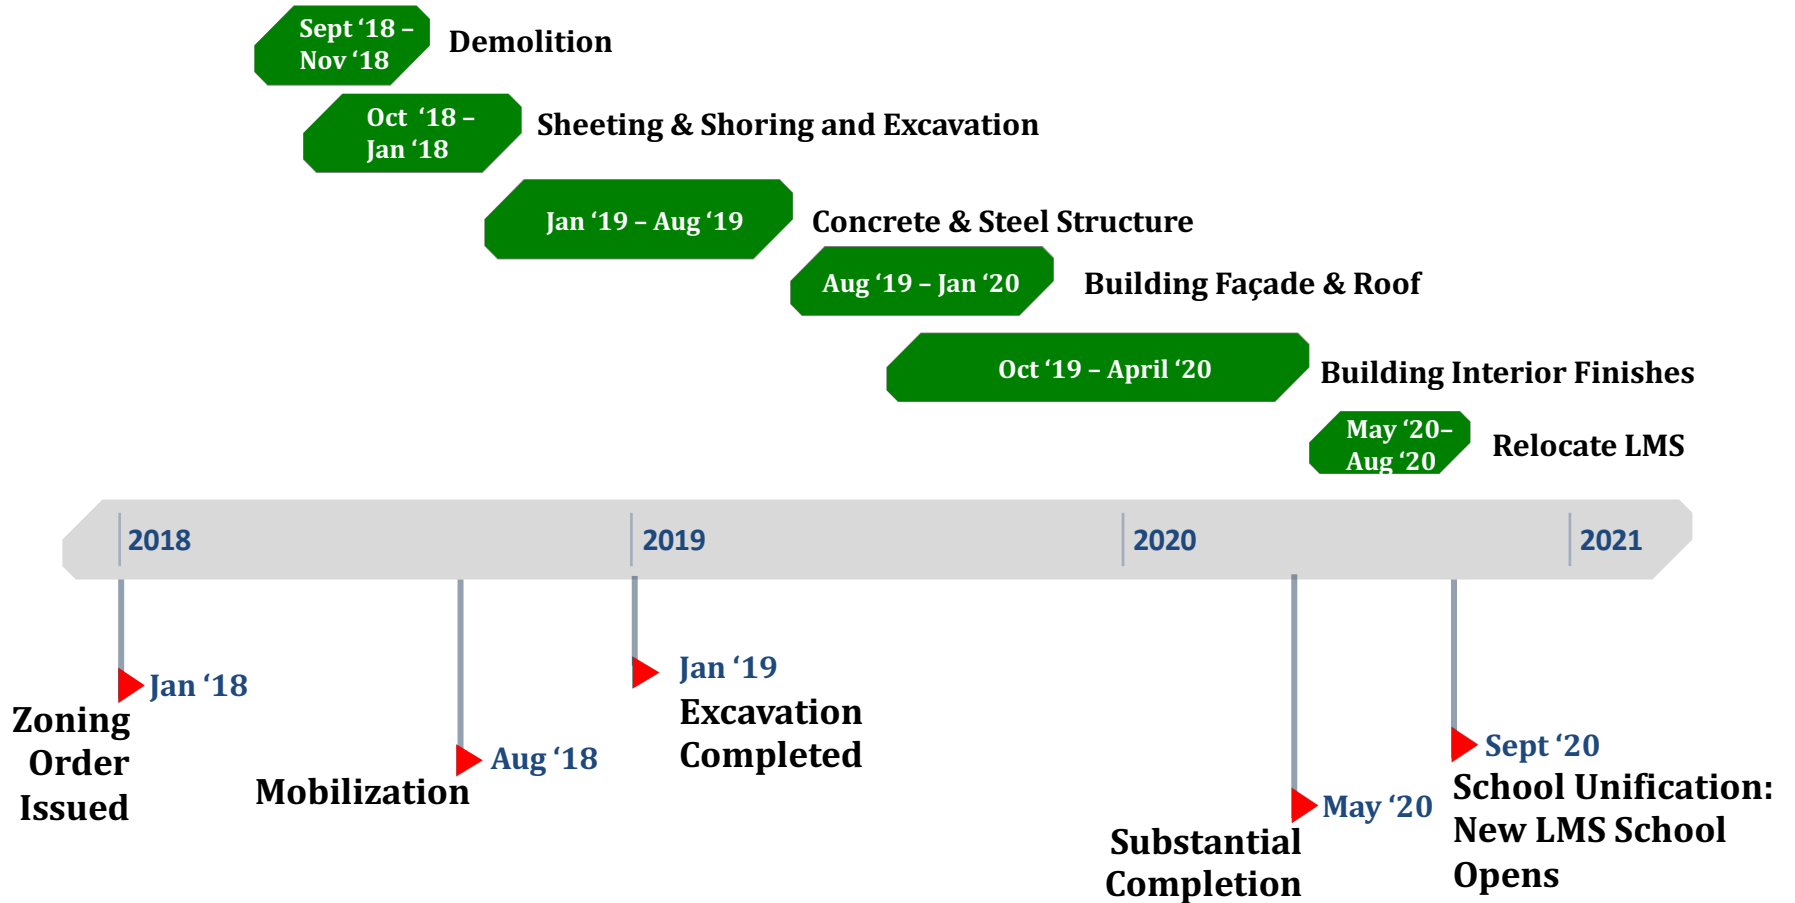 Sept ‘18 –
Nov ‘18
Demolition
Oct  ‘18 –
Jan ‘18
Sheeting & Shoring and Excavation
Jan ‘19 – Aug ‘19
Concrete & Steel Structure
Aug ‘19 – Jan ‘20
Building Façade & Roof
Oct ‘19 – April ‘20
Building Interior Finishes
May ‘20–
Aug ‘20
Relocate LMS
2018
2019
2020
2021
Jan ‘18
Zoning
Order
Issued
Aug ‘18
Mobilization
Jan ‘19
Excavation
Completed
May ‘20
Substantial
Completion
Sept ‘20
School Unification:
New LMS School
Opens